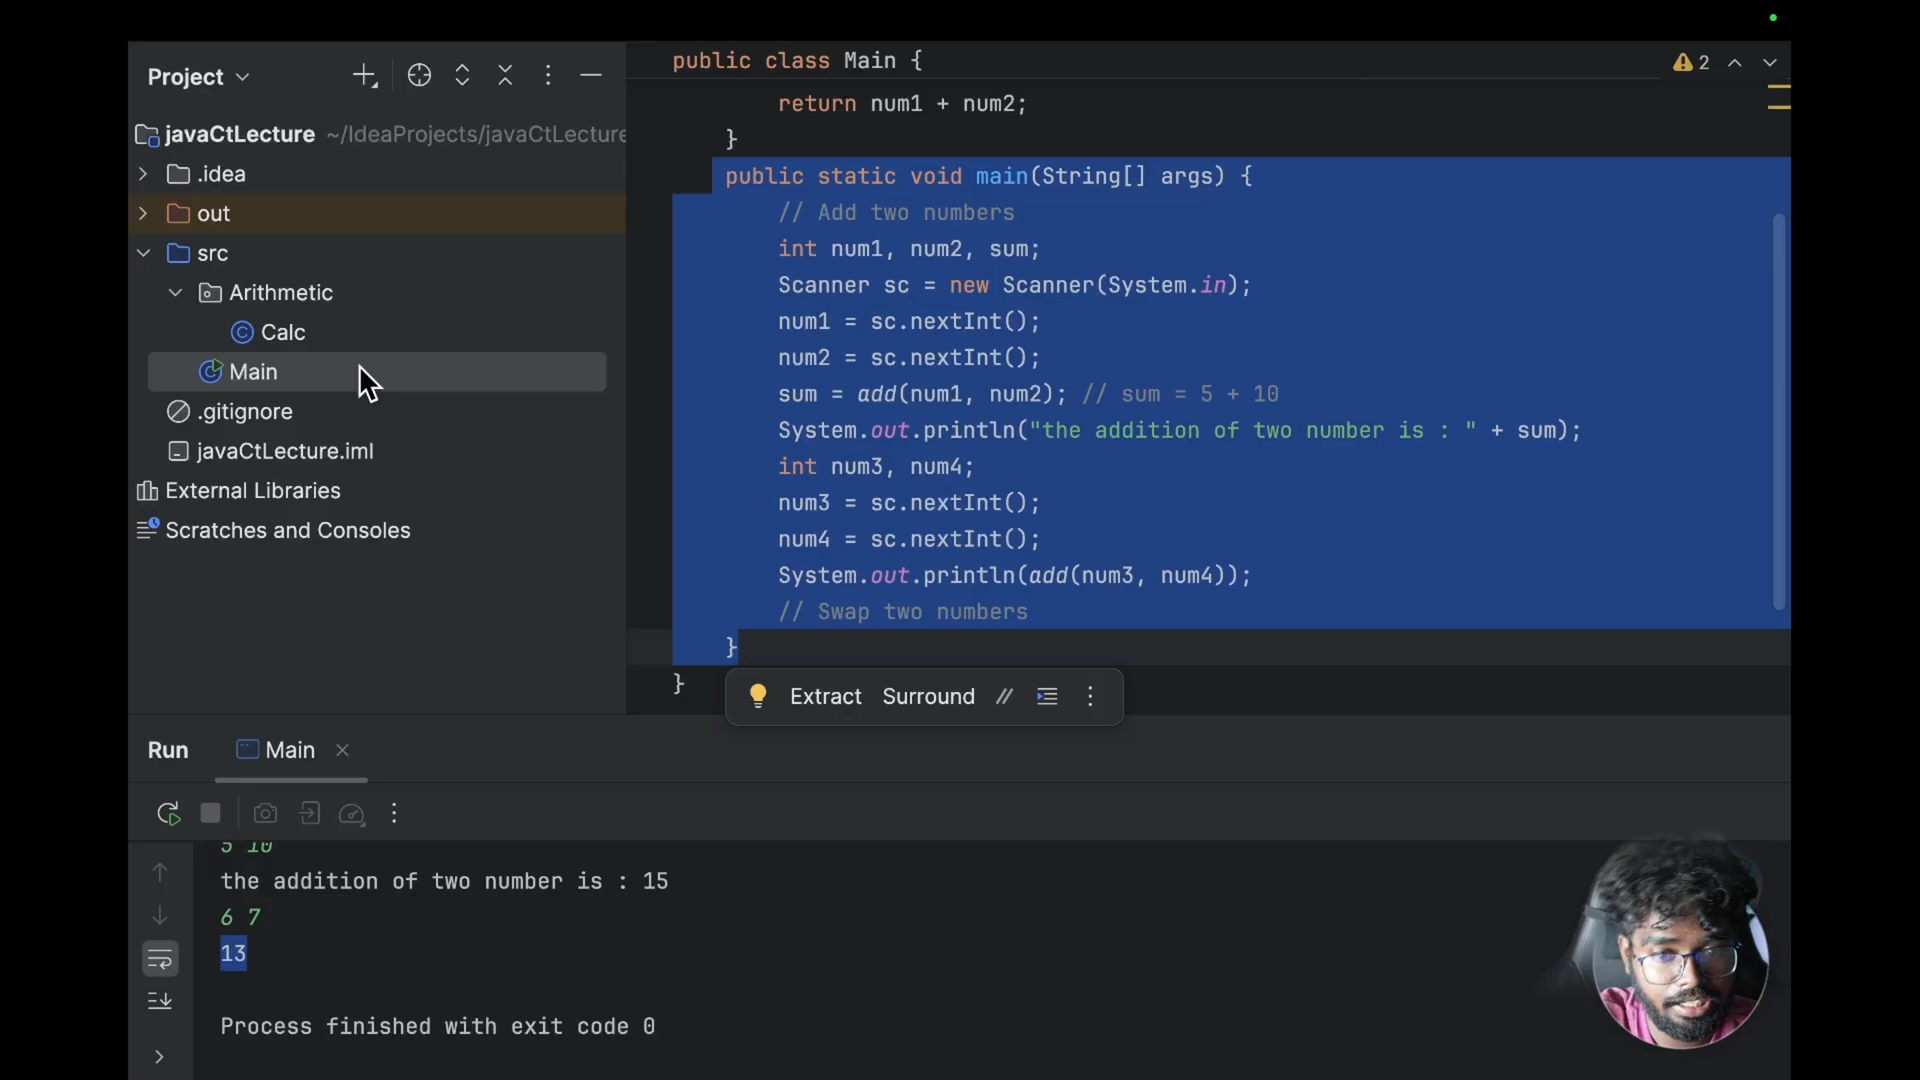 Project
javaCtLecture ~/IdeaProjects/javaCtLecture
.idea
out
src
Arithmetic
Calc
Main
.gitignore
javaCtLecture.iml
External Libraries
Scratches and Consoles
public class Main {
2
return num1 + num2;
}
public static void main(String[] args) {
// Add two numbers
int num1, num2, sum;
Scanner sc = new Scanner(System.in);
num1 = sc.nextInt();
num2 = sc.nextInt();
sum = add(num1, num2); // sum = 5 + 10
System.out.println("the addition of two number is : " + sum);
int num3, num4;
num3 = sc.nextInt();
num4 = sc.nextInt();
System.out.println(add(num3, num4));
// Swap two numbers
}
}
Extract Surround //
Run Main
5 10
the addition of two number is : 15
6 7
13
Process finished with exit code 0